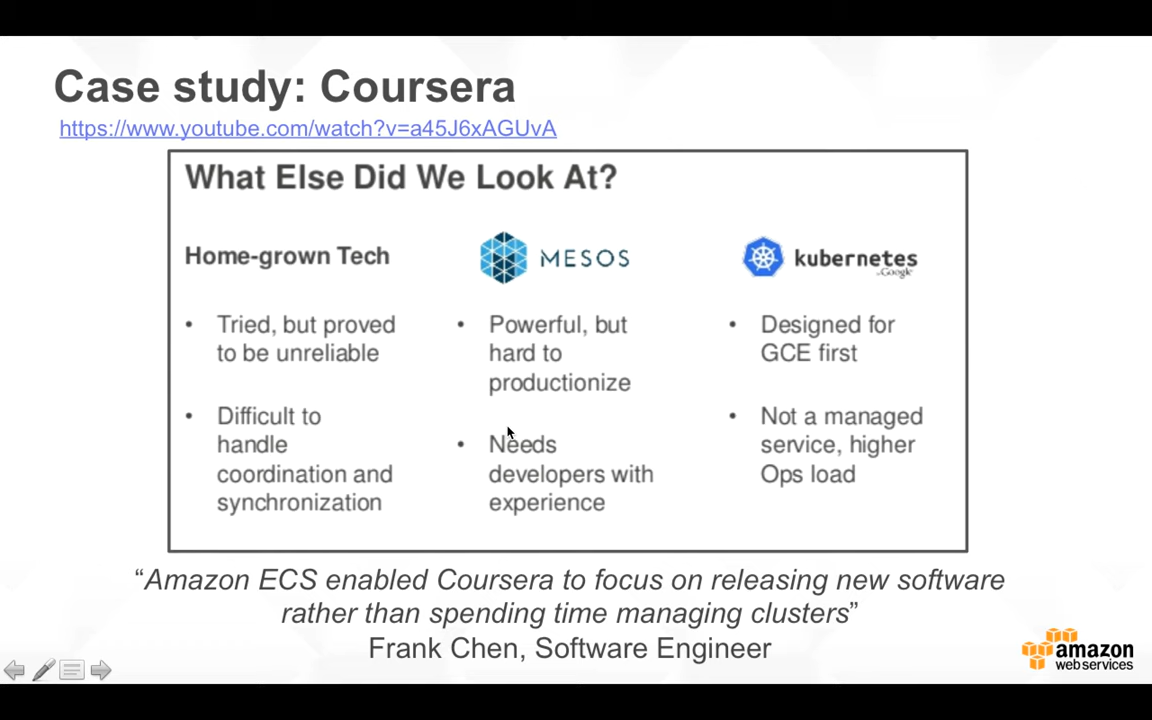 Case study: Coursera
https://www.youtube.com/watch?v=a45J6xAGUvA
What Else Did We Look At?
Home-grown Tech
• Tried, but proved
to be unreliable
• Difficult to
handle
coordination and
synchronization
MESOS
• Powerful, but
hard to
productionize
• Needs
developers with
experience
kubernetes
by Google
• Designed for
GCE first
• Not a managed
service, higher
Ops load
“Amazon ECS enabled Coursera to focus on releasing new software
rather than spending time managing clusters”
Frank Chen, Software Engineer
amazon
web services